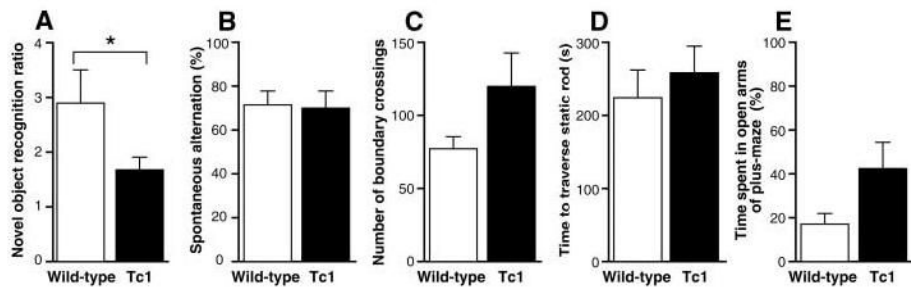 A
Novel object recognition ratio
4
3
2
1
0
*
Wild-type Tc1
B
Spontaneous alternation (%)
100
80
60
40
20
0
Wild-type Tc1
C
Number of boundary crossings
150
100
50
0
Wild-type Tc1
D
Time to traverse static rod (s)
300
200
100
0
Wild-type Tc1
E
Time spent in open arms
of plus-maze (%)
100
80
60
40
20
0
Wild-type Tc1